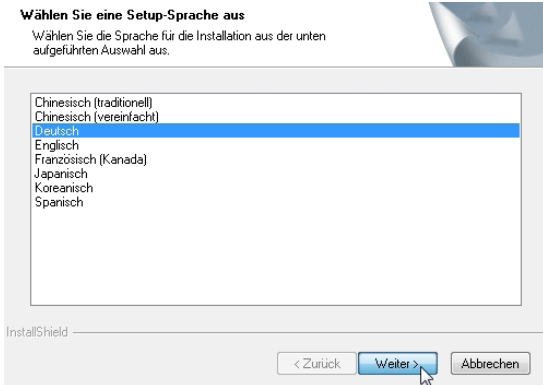 Wählen Sie eine Setup-Sprache aus
Wählen Sie die Sprache für die Installation aus der unten
aufgeführten Auswahl aus.
Chinesisch (traditionell)
Chinesisch (vereinfacht)
Deutsch
Englisch
Französisch (Kanada)
Japanisch
Koreanisch
Spanisch
InstallShield
< Zurück
Weiter >
Abbrechen